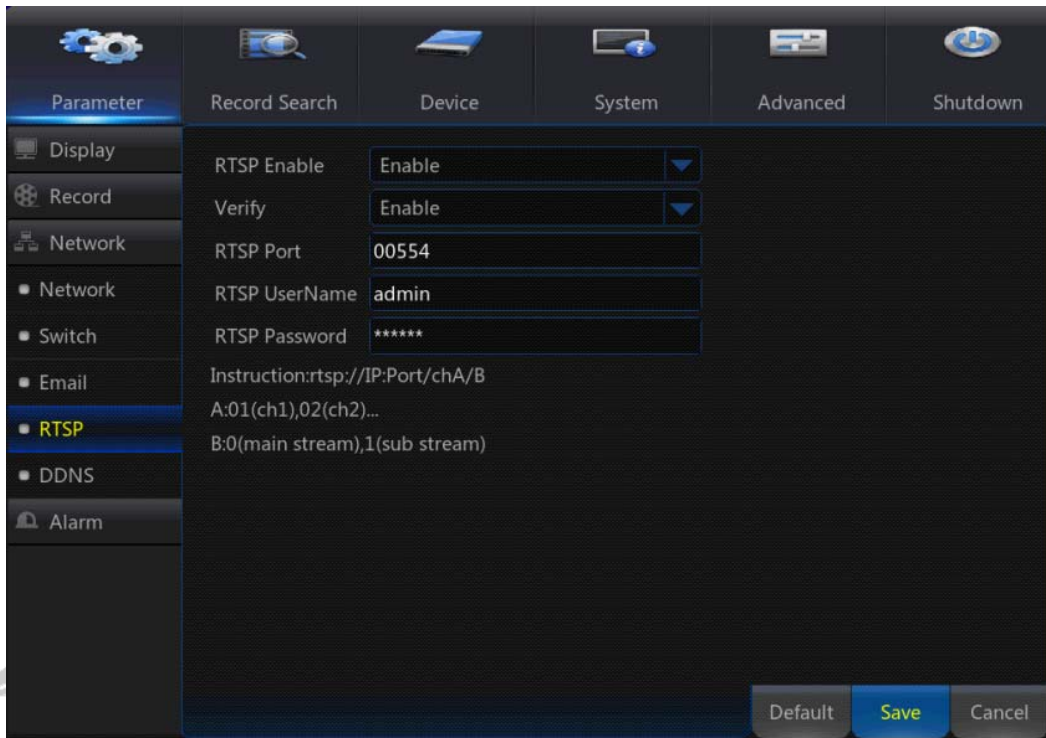 Parameter Record Search Device System Advanced Shutdown
Display
Record
Network
Network
Switch
Email
RTSP
DDNS
Alarm
RTSP Enable Enable
Verify Enable
RTSP Port 00554
RTSP UserName admin
RTSP Password ******
Instruction:rtsp://IP:Port/chA/B
A:01(ch1),02(ch2)...
B:0(main stream),1(sub stream)
Default Save Cancel